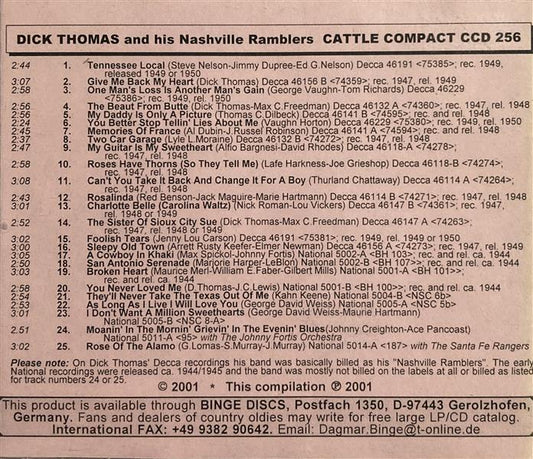 DICK THOMAS and his Nashville Ramblers CATTLE COMPACT CCD 256
2:44 1. Tennessee Local (Steve Nelson-Jimmy Dupree-Ed G.Nelson) Decca 46191 <75385>; rec. 1949,
released 1949 or 1950
3:07 2. Give Me Back My Heart (Dick Thomas) Decca 46156 B <74359>; rec. 1947, rel. 1949
2:58 3. One Man's Loss Is Another Man's Gain (George Vaughn-Tom Richards) Decca 46229
<75386>; rec. 1949, rel. 1950
2:56 4. The Beaut From Butte (Dick Thomas-Max C.Freedman) Decca 46132 A <74360>; rec. 1947, rel. 1948
2:56 5. My Daddy Is Only A Picture (Thomas C.Dilbeck) Decca 46141 B <74595>; rec. and rel. 1948
2:24 6. You Better Stop Tellin' Lies About Me (Vaughn Horton) Decca 46229 <75380>; rec. 1949, rel. 1950
2:45 7. Memories Of France (Al Dubin-J.Russel Robinson) Decca 46141 A <74594>; rec. and rel. 1948
2:37 8. Two Car Garage (Lyle L.Moraine) Decca 46132 B <74272>; rec. 1947, rel. 1948
2:47 9. My Guitar Is My Sweetheart (Alfio Bargnesi-David Rhodes) Decca 46118-A <74278>;
rec. 1947, rel. 1948
2:58 10. Roses Have Thorns (So They Tell Me) (Lafe Harkness-Joe Grieshop) Decca 46118-B <74274>;
rec. 1947, rel. 1948
3:08 11. Can't You Take It Back And Change It For A Boy (Thurland Chattaway) Decca 46114 A <74264>;
rec. 1947, rel. 1948
2:43 12. Rosalinda (Red Benson-Jack Maguire-Marie Hartmann) Decca 46114 B <74271>; rec. 1947, rel. 1948
3:01 13. Charlotte Belle (Carolina Waltz) (Nick Roman-Lou Vickers) Decca 46147 B <74361>; rec. 1947,
rel. 1948 or 1949
2:52 14. The Sister Of Sioux City Sue (Dick Thomas-Max C.Freedman) Decca 46147 A <74263>;
rec. 1947, rel. 1948 or 1949
3:02 15. Foolish Tears (Jenny Lou Carson) Decca 46191 <75381>; rec. 1949, rel. 1949 or 1950
3:00 16. Sleepy Old Town (Arrett Rusty Keefer-Elmer Newman) Decca 46156 A <74273>; rec. 1947, rel. 1949
3:05 17. A Cowboy In Khaki (Max Spickol-Johnny Fortis) National 5002-A <BH 103>; rec. and rel. ca. 1944
2:50 18. San Antonio Serenade (Marjorie Harper-LeBlon) National 5002-B <BH 107>; rec. and rel. ca. 1944
3:03 19. Broken Heart (Maurice Merl-William E.Faber-Gilbert Mills) National 5001-A <BH 101>>;
rec. and rel. ca. 1944
2:58 20. You Never Loved Me (D.Thomas-J.C.Lewis) National 5001-B <BH 100>>; rec. and rel. ca. 1944
2:54 21. They'll Never Take The Texas Out Of Me (Kahn Keene) National 5004-B <NSC 6b>
2:53 22. As Long As I Live I Will Love You (George David Weiss) National 5005-A <NSC 5b>
3:01 23. I Don't Want A Million Sweethearts (George David Weiss-Maurie Hartmann)
National 5005-B <NSC 8-A>
2:51 24. Moanin' In The Mornin' Grievin' In The Evenin' Blues(Johnny Creighton-Ace Pancoast)
National 5011-A <95> with The Johnny Fortis Orchestra
3:02 25. Rose Of The Alamo (G.Lomas-S.Murray-J.Murray) National 5014-A <187> with The Santa Fe Rangers
Please note: On Dick Thomas' Decca recordings his band was basically billed as his "Nashville Ramblers". The early
National recordings were released ca. 1944/1945 and the band was mostly not billed on the labels at all or billed as listed
for track numbers 24 or 25.
© 2001 * This compilation ℗ 2001
This product is available through BINGE DISCS, Postfach 1350, D-97443 Gerolzhofen,
Germany. Fans and dealers of country oldies may write for free large LP/CD catalog.
International FAX: +49 9382 90642. Email: Dagmar.Binge@t-online.de